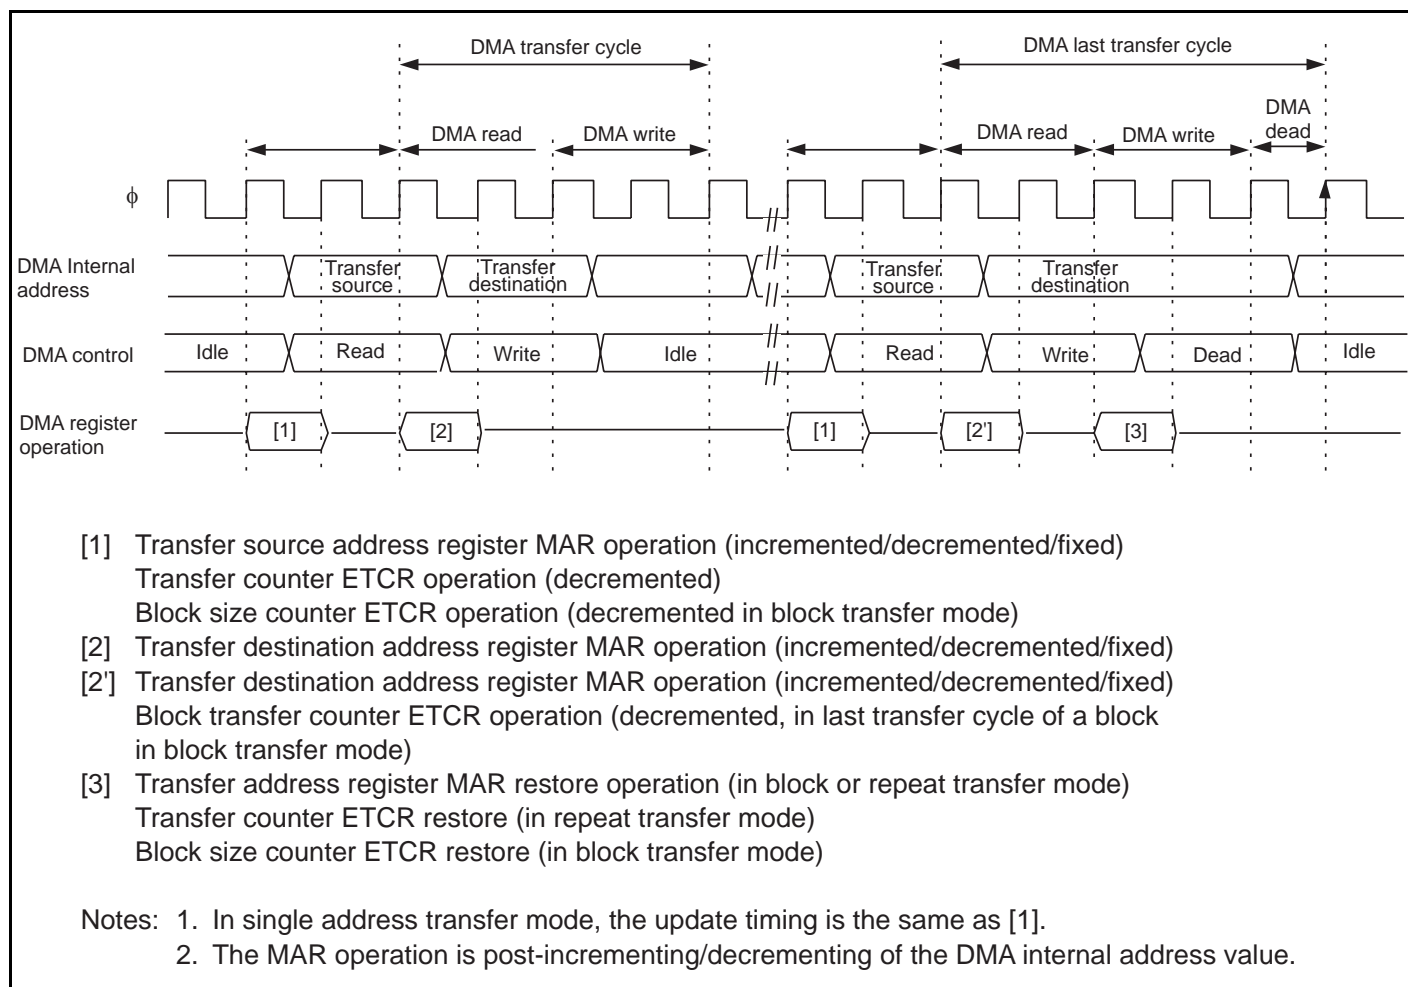 DMA transfer cycle
DMA last transfer cycle
DMA read
DMA write
DMA read
DMA write
DMA
dead
ϕ
DMA Internal
address
Transfer
source
Transfer
destination
Transfer
source
Transfer
destination
DMA control
Idle
Read
Write
Idle
Read
Write
Dead
Idle
DMA register
operation
[1]
[2]
[1]
[2']
[3]
[1] Transfer source address register MAR operation (incremented/decremented/fixed)
Transfer counter ETCR operation (decremented)
Block size counter ETCR operation (decremented in block transfer mode)
[2] Transfer destination address register MAR operation (incremented/decremented/fixed)
[2'] Transfer destination address register MAR operation (incremented/decremented/fixed)
Block transfer counter ETCR operation (decremented, in last transfer cycle of a block
in block transfer mode)
[3] Transfer address register MAR restore operation (in block or repeat transfer mode)
Transfer counter ETCR restore (in repeat transfer mode)
Block size counter ETCR restore (in block transfer mode)
Notes: 1. In single address transfer mode, the update timing is the same as [1].
2. The MAR operation is post-incrementing/decrementing of the DMA internal address value.